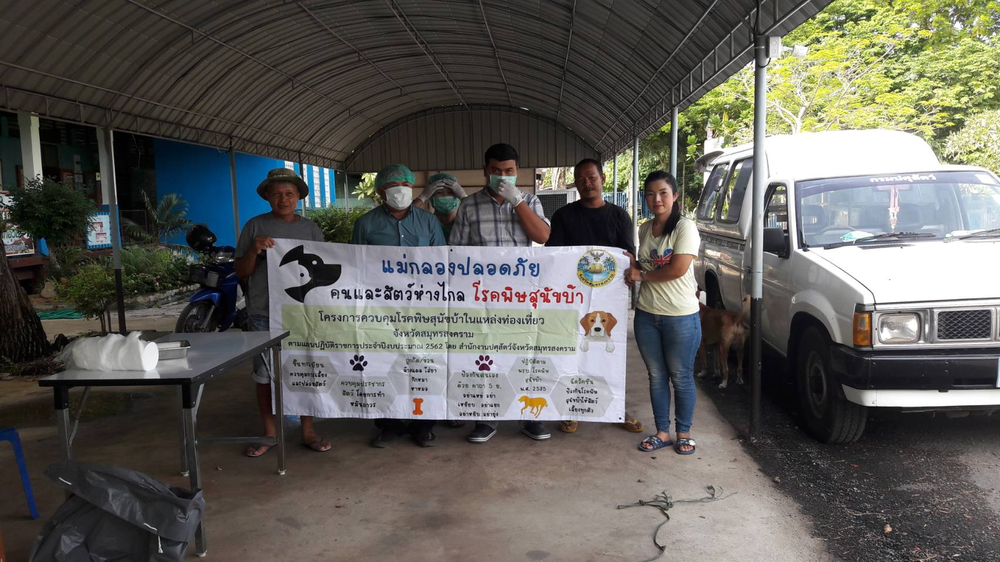 แม่กลองปลอดภัย
คนและสัตว์ห่างไกล โรคพิษสุนัขบ้า
โครงการควบคุมโรคพิษสุนัขบ้าในแหล่งท่องเที่ยว
จังหวัดสมุทรสงคราม
ตามแผนปฏิบัติราชการประจำปีงบประมาณ 2562 โดย สำนักงานปศุสัตว์จังหวัดสมุทรสงคราม
จังหวัดสมุทรสงคราม
ขึ้นทะเบียน
ควบคุมการเลี้ยง
และปล่อยสัตว์
ควบคุมประชากร
สัตว์ โดยการทำ
หมันถาวร
ถูกกัด/ข่วน
ล้างแผล ใส่ยา
กักหมา
หาหมอ
ป้องกันตนเอง
ด้วย คาถา 5 ย.
อย่าแหย่ อย่า
เหยียบ อย่าแยก
อย่าหยิบ อย่ายุ่ง
ปฏิบัติตาม
พรบ.โรคพิษ
สุนัขบ้า
พ.ศ. 2535
ฉีดวัคซีน
ป้องกันโรคพิษ
สุนัขบ้าให้สัตว์
เลี้ยงทุกตัว
กรมปศุสัตว์